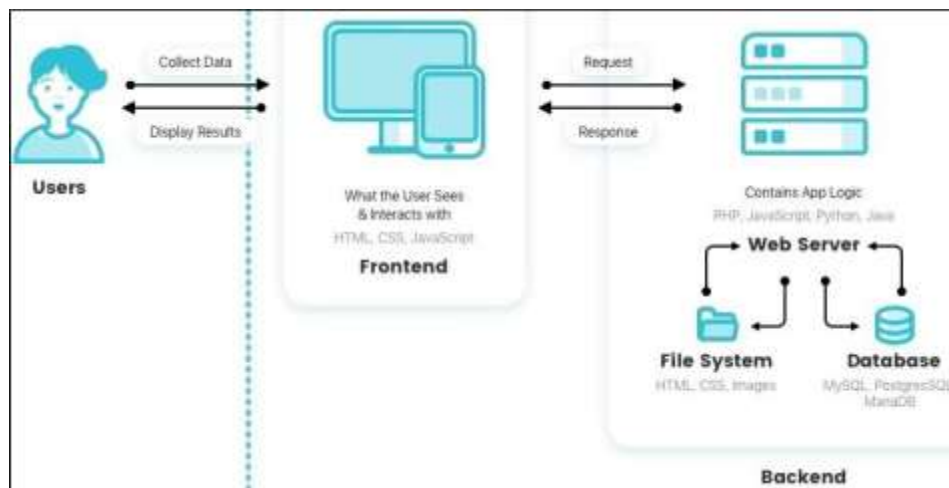 Collect Data
Display Results
Users
What the User Sees
& Interacts with
HTML, CSS, JavaScript
Frontend
Request
Response
Contains App Logic
PHP, JavaScript, Python, Java
Web Server
File System
HTML, CSS, Images
Database
MySQL, PostgreSQL
MariaDB
Backend